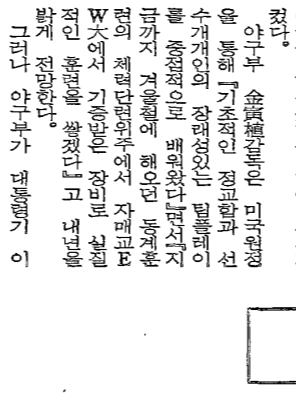 컸다.
야구부 金寅植감독은 미국원정
을 통해 『기초적인 정교함과 선
수개개인의 장래성있는 팀플레이
를 중점적으로 배워왔다』면서 『지
금까지 겨울철에 해오던 동계훈
련의 체력단련위주에서 자매교E
W大에서 기증받은 장비로 실질
적인 훈련을 쌓겠다』고 내년을
밝게 전망한다.
그러나 야구부가 대통령기 이